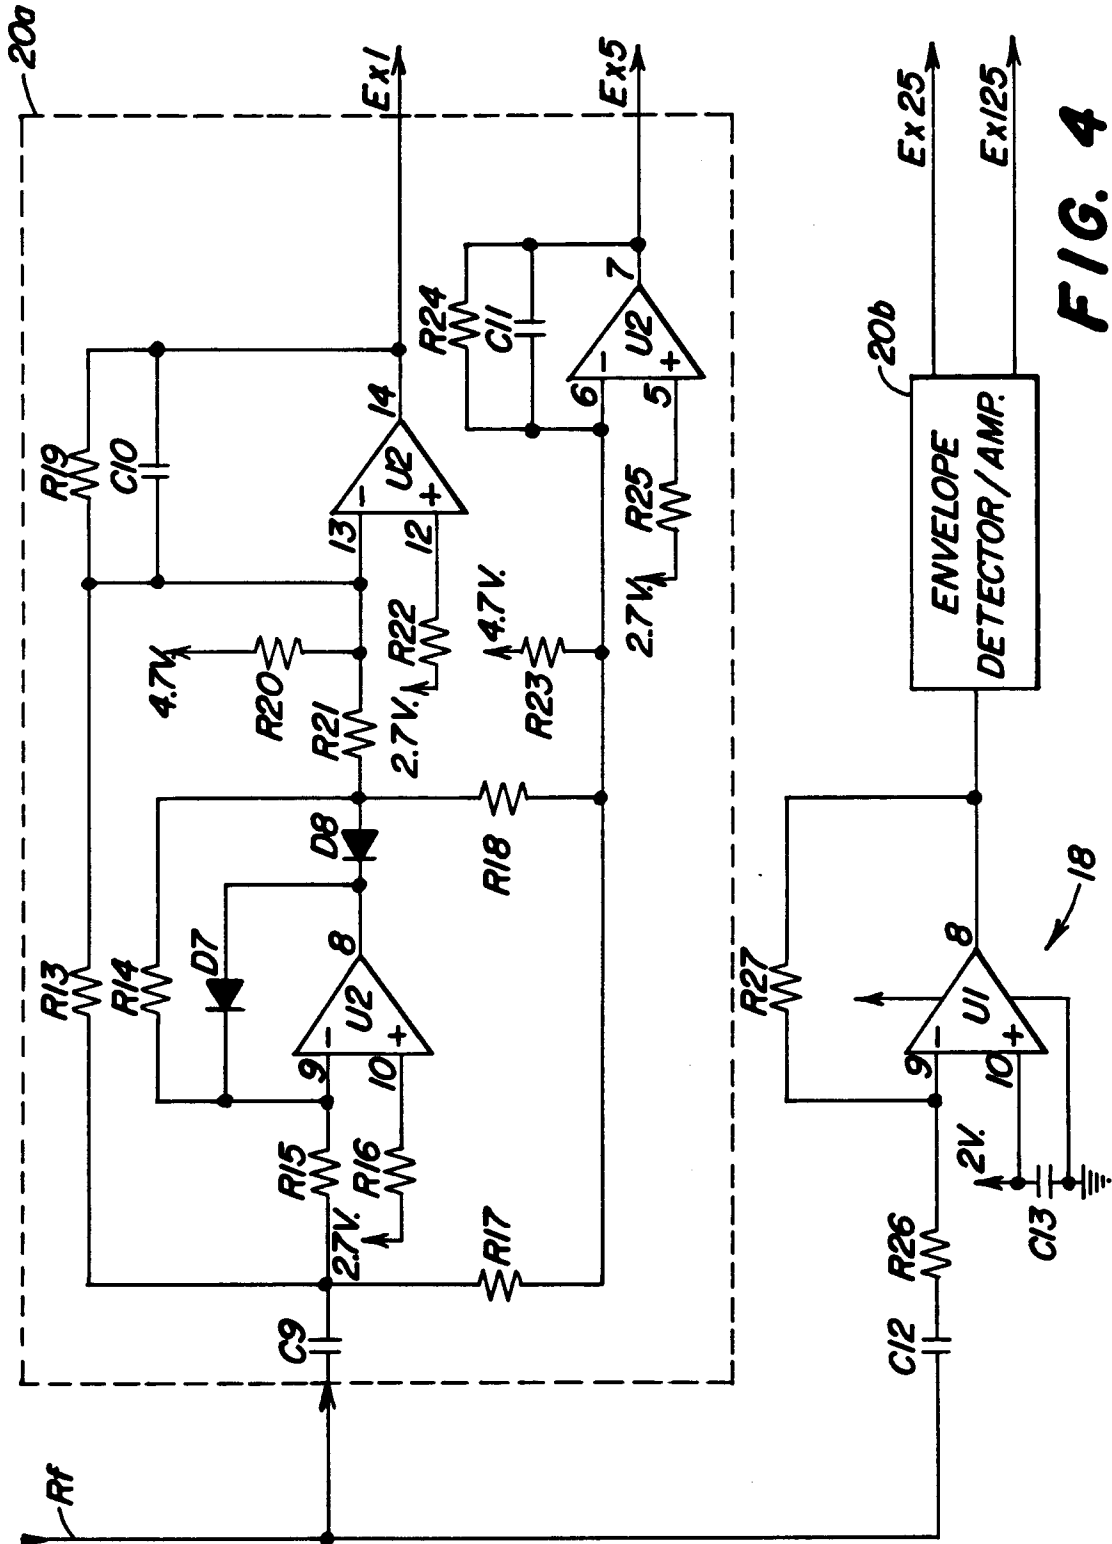 20a
Ex1
Ex5
R19
C10
R24
C11
14
7
U2
13
12
U2
6
5
4.7V.
R20
R21
R22
2.7V.
4.7V.
R23
R25
2.7V.
R13
R14
D7
D8
R18
8
U2
9
10
R15
R16
2.7V.
R17
C9
Rf
20b
Ex25
Ex125
ENVELOPE
DETECTOR/AMP.
R27
8
18
U1
9
10
2V.
C13
R26
C12
FIG. 4